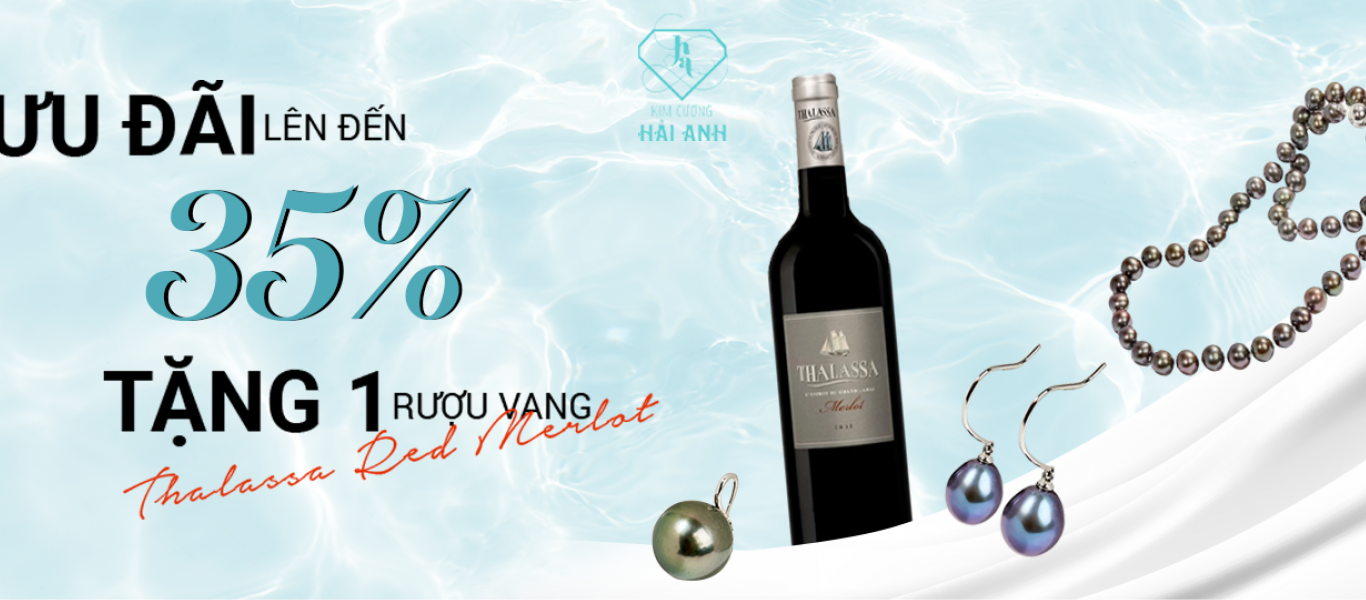 ƯU ĐÃI LÊN ĐẾN
35%
TẶNG 1 RƯỢU VANG
Thalassa Red Merlot
KIM CƯƠNG
HẢI ANH
THALASSA
THALASSA
Merlot